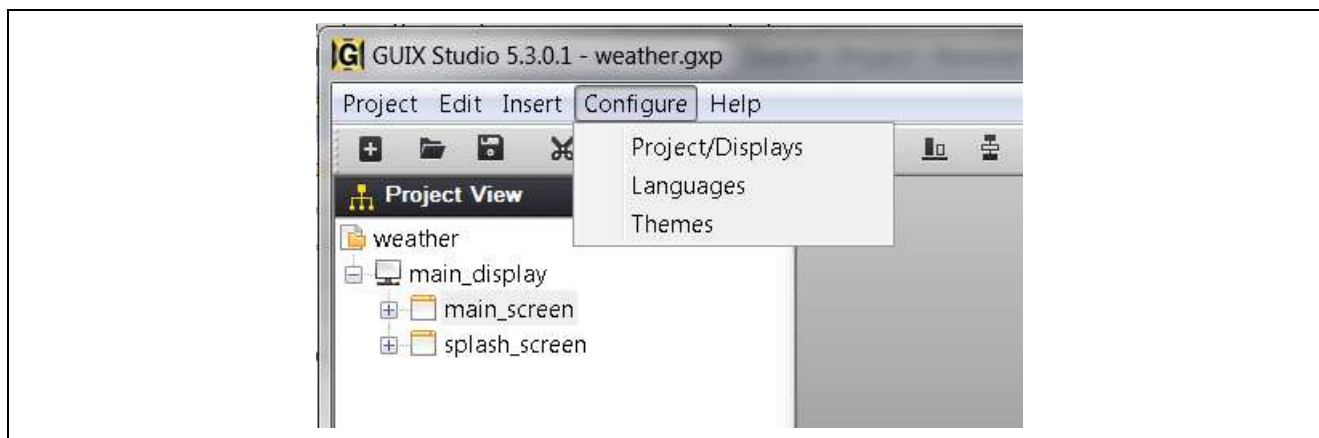 GUIX Studio 5.3.0.1 - weather.gxp
Project Edit Insert Configure Help
Project/Displays
Languages
Themes
Project View
weather
main_display
main_screen
splash_screen